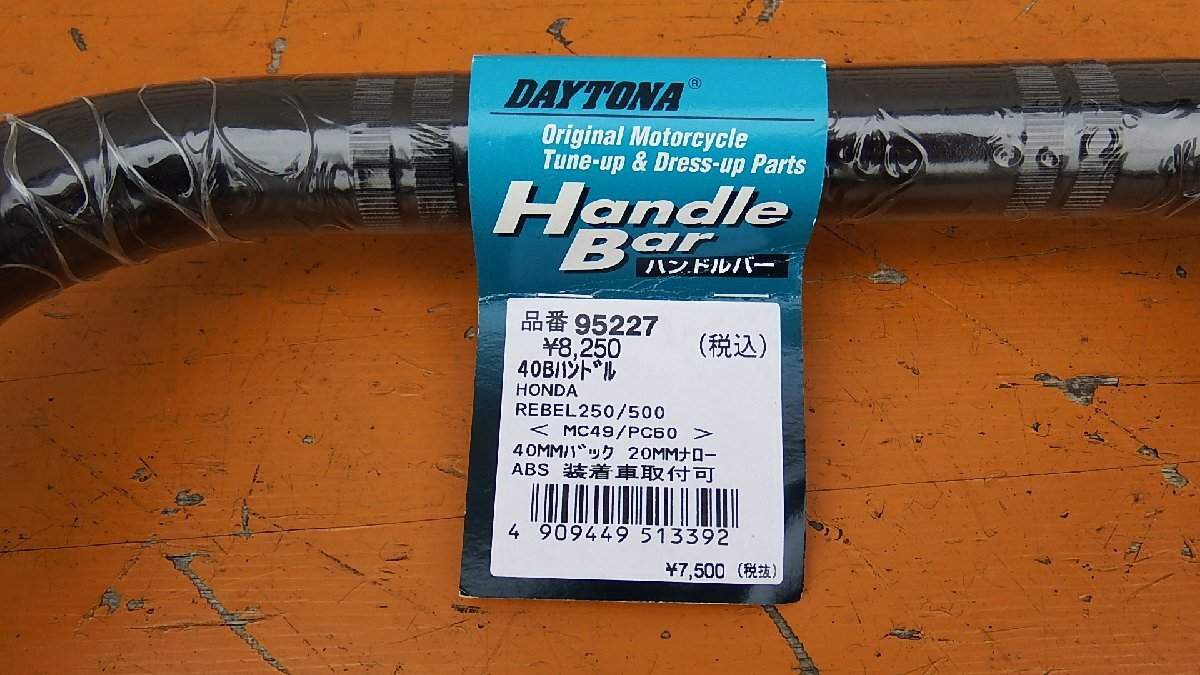 DAYTONA®
Original Motorcycle
Tune-up & Dress-up Parts
Handle
Bar
ハンドルバー
品番 95227
¥8,250 (税込)
40Bﾊﾝﾄﾞﾙ
HONDA
REBEL250/500
< MC49/PC60 >
40MMﾊﾞｯｸ 20MMﾅﾛｰ
ABS 装着車取付可
4 909449 513392
¥7,500 (税抜)